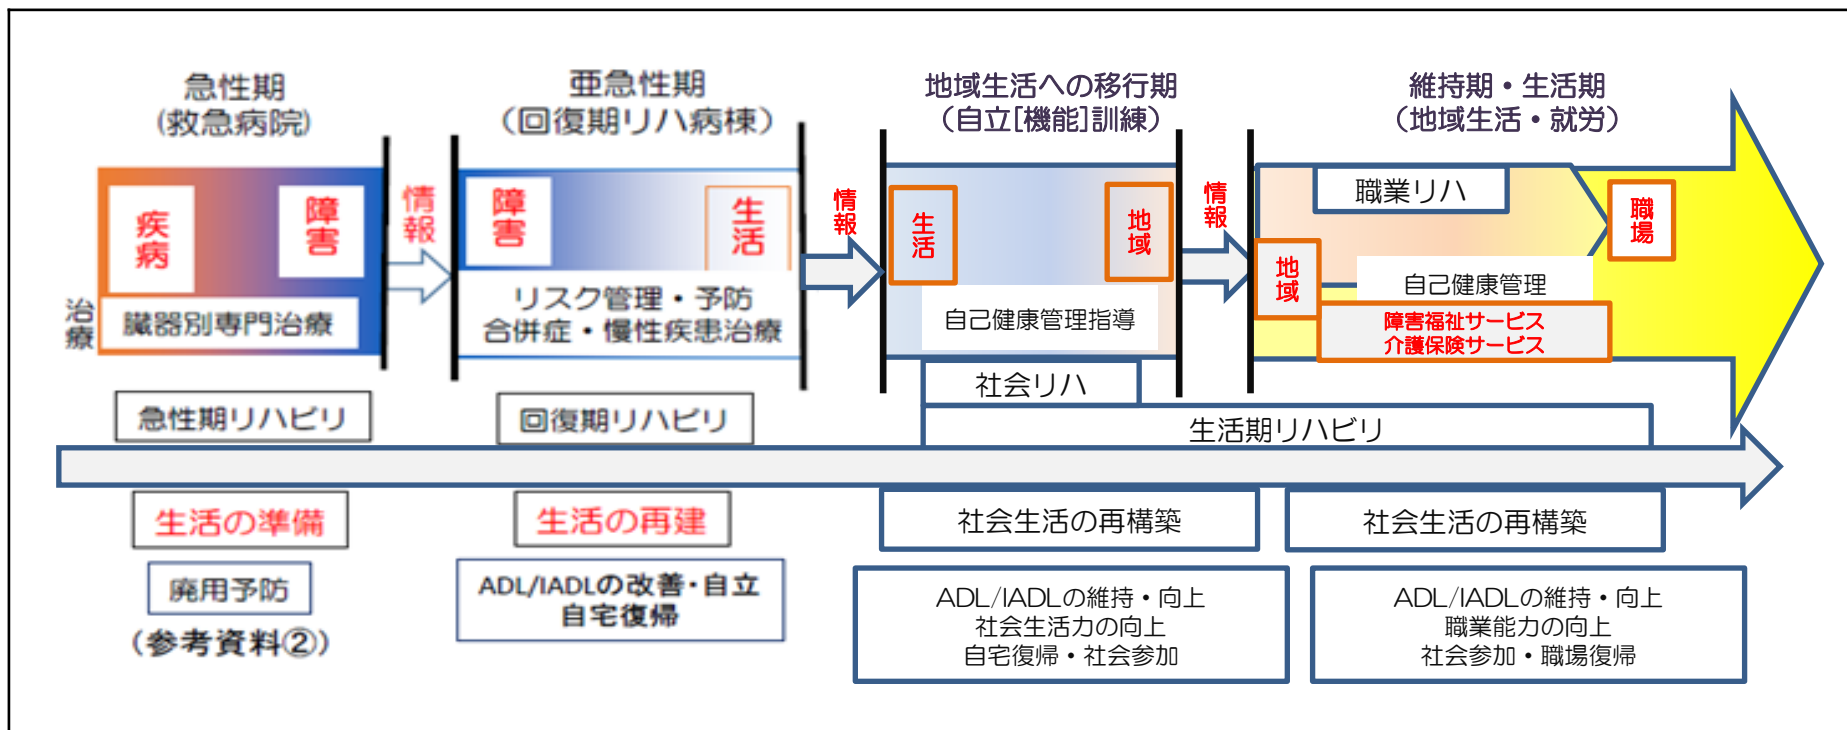 急性期
(救急病院)
亜急性期
（回復期リハ病棟）
地域生活への移行期
（自立[機能]訓練）
維持期・生活期
（地域生活・就労）
疾病
障害
情報
治療
臓器別専門治療
障害
生活
リスク管理・予防
合併症・慢性疾患治療
情報
生活
地域
自己健康管理指導
情報
職業リハ
職場
地域
自己健康管理
障害福祉サービス
介護保険サービス
急性期リハビリ
回復期リハビリ
社会リハ
生活期リハビリ
生活の準備
生活の再建
社会生活の再構築
社会生活の再構築
廃用予防
(参考資料②)
ADL/IADLの改善・自立
自宅復帰
ADL/IADLの維持・向上
社会生活力の向上
自宅復帰・社会参加
ADL/IADLの維持・向上
職業能力の向上
社会参加・職場復帰